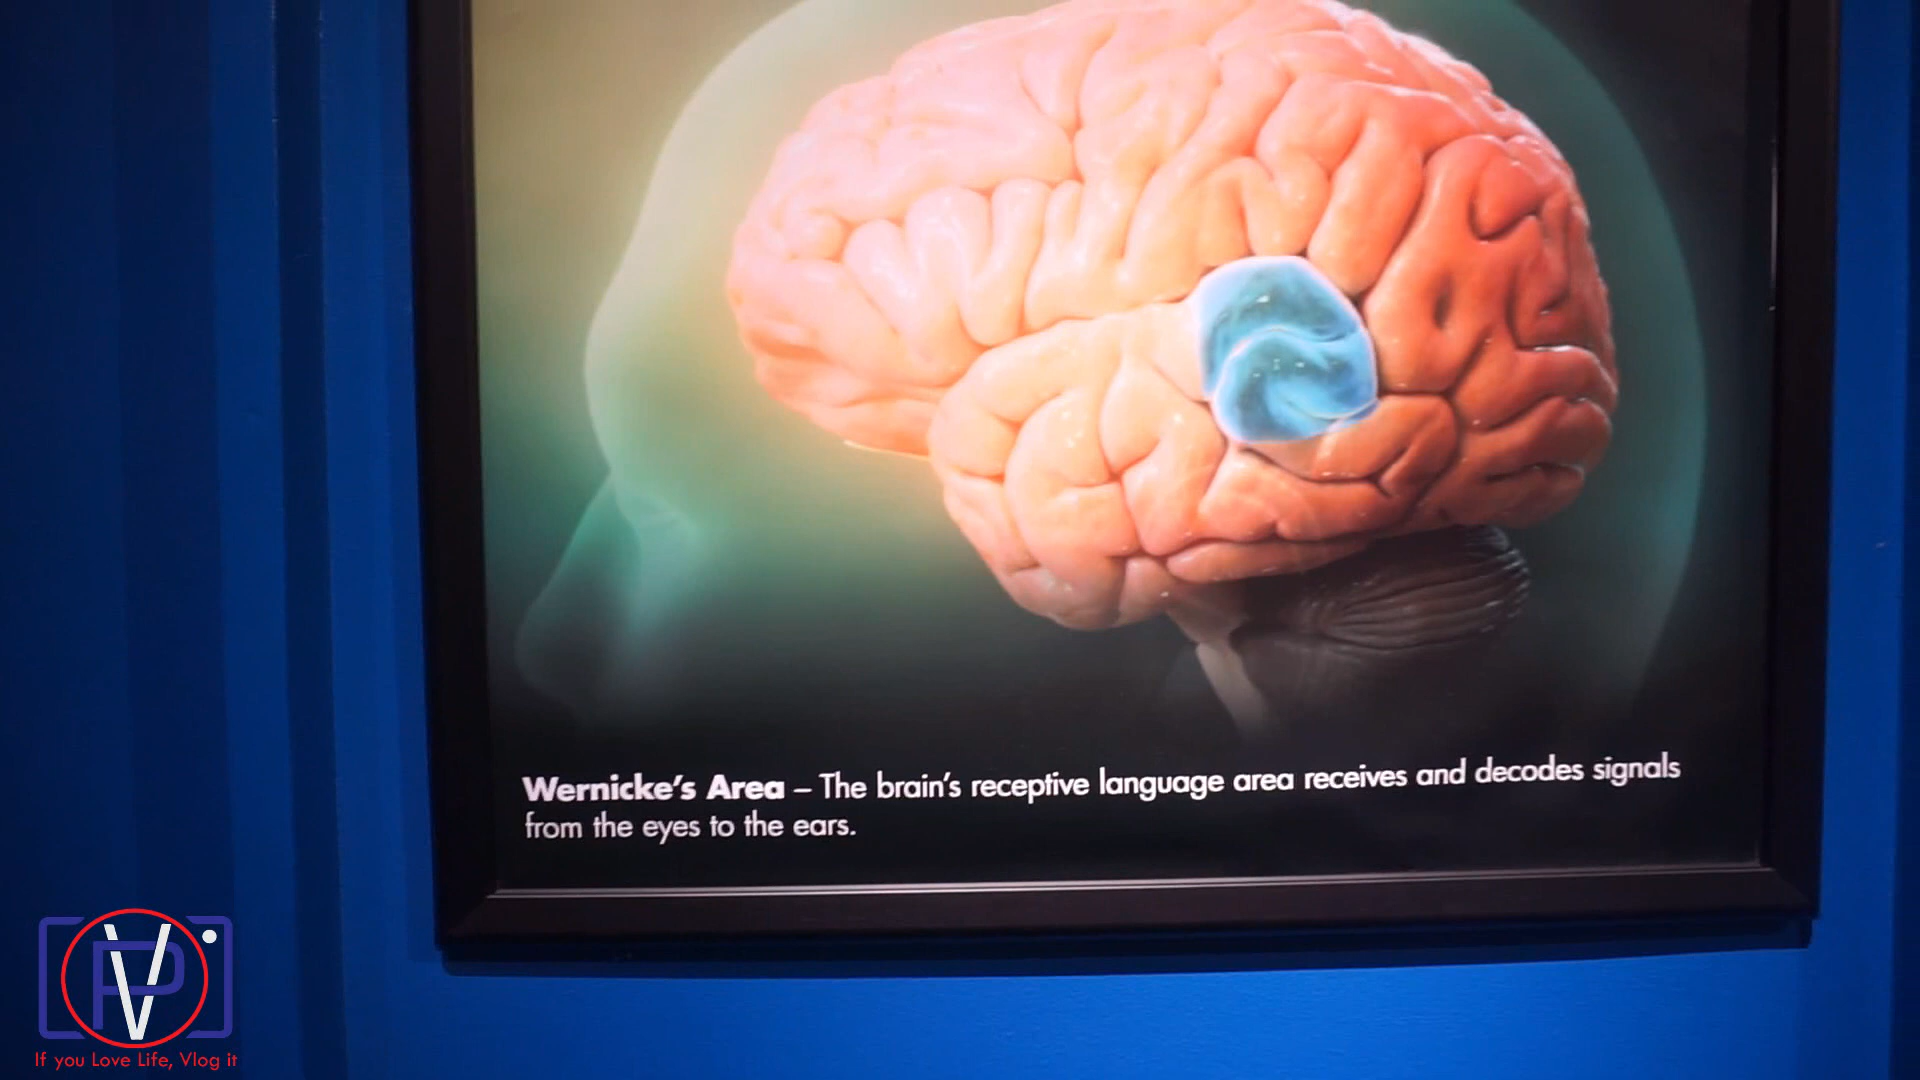 Wernicke's Area – The brain's receptive language area receives and decodes signals
from the eyes to the ears.
VP
If you Love Life, Vlog it